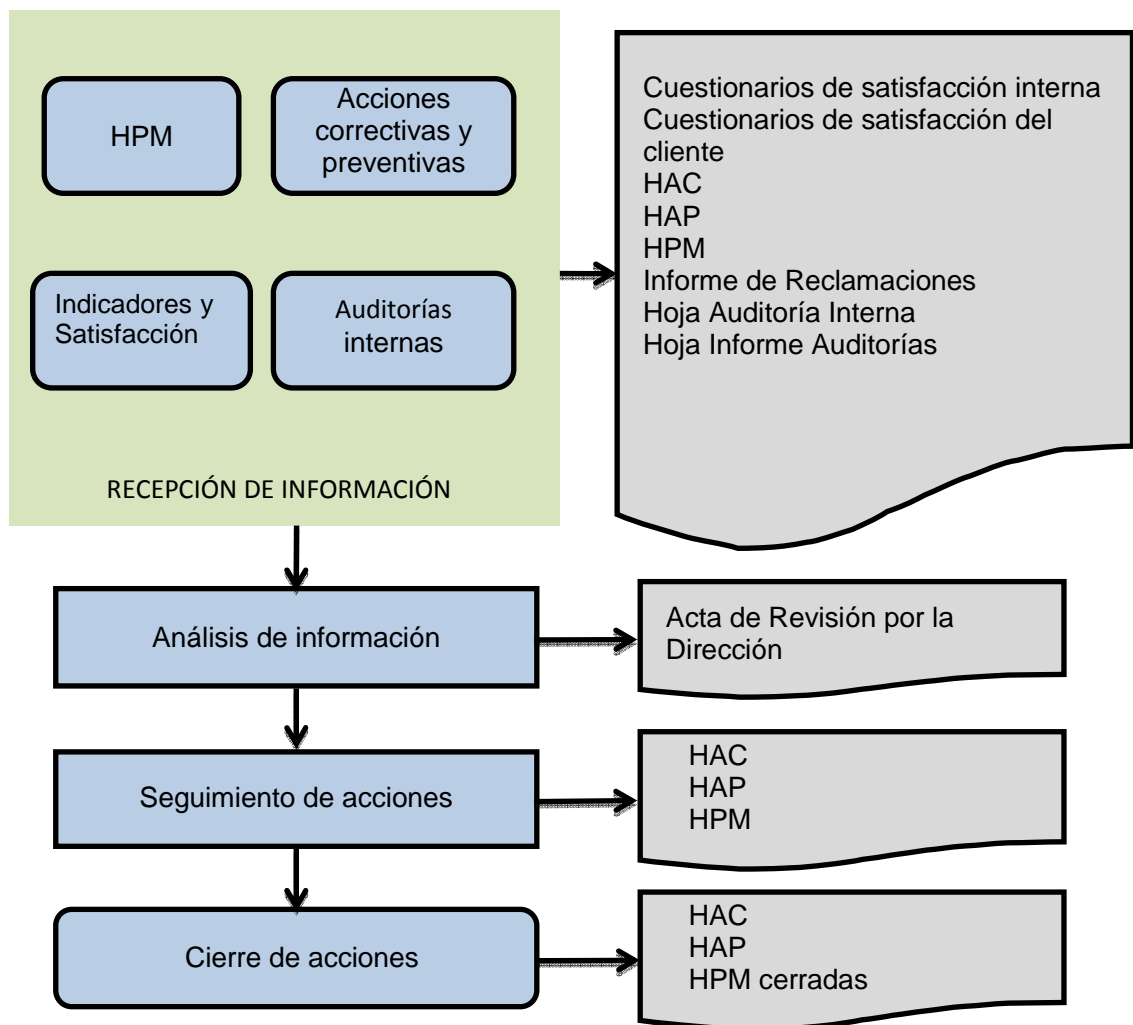 HPM
Acciones
correctivas y
preventivas
Indicadores y
Satisfacción
Auditorías
internas
RECEPCIÓN DE INFORMACIÓN
Cuestionarios de satisfacción interna
Cuestionarios de satisfacción del
cliente
HAC
HAP
HPM
Informe de Reclamaciones
Hoja Auditoría Interna
Hoja Informe Auditorías
Análisis de información
Acta de Revisión por la
Dirección
Seguimiento de acciones
HAC
HAP
HPM
Cierre de acciones
HAC
HAP
HPM cerradas